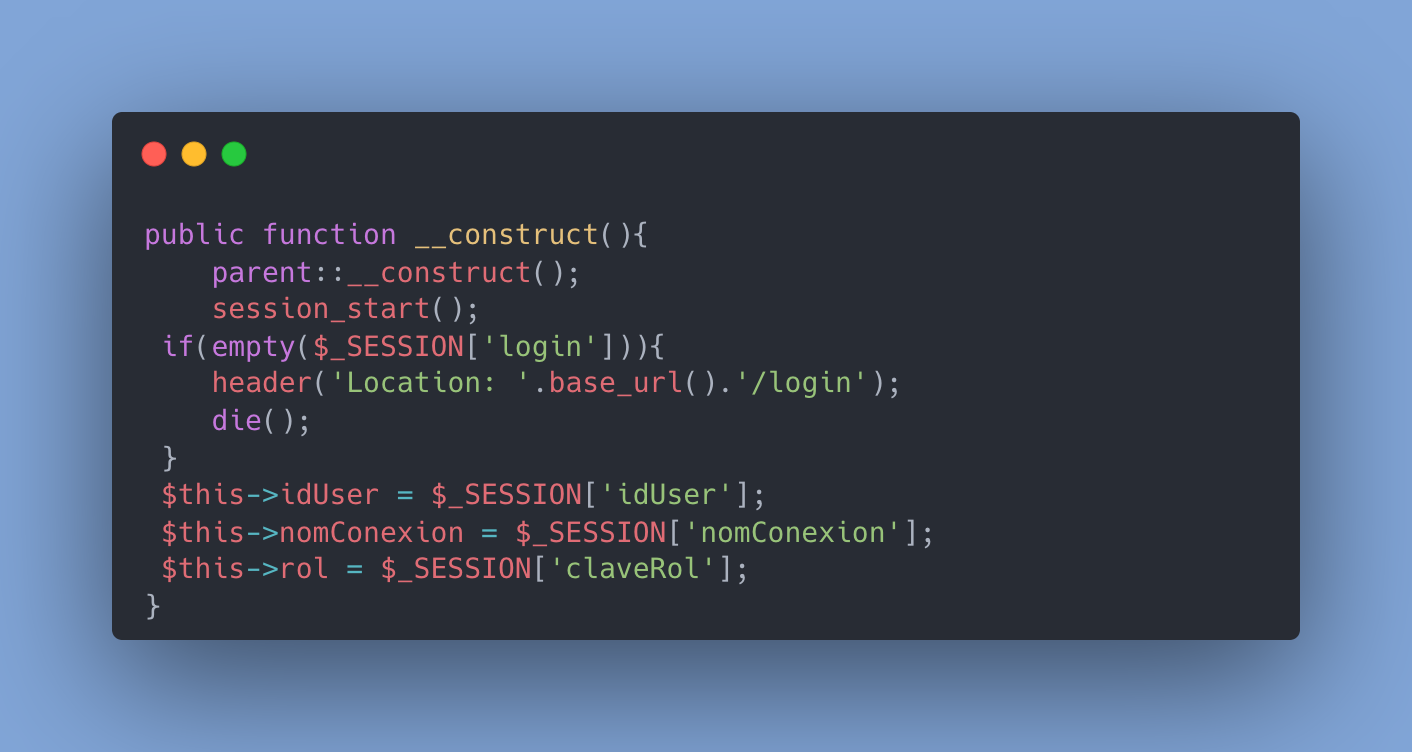 public function __construct(){
    parent::__construct();
    session_start();
 if(empty($_SESSION['login'])){
    header('Location: '.base_url().'/login');
    die();
 }
 $this->idUser = $_SESSION['idUser'];
 $this->nomConexion = $_SESSION['nomConexion'];
 $this->rol = $_SESSION['claveRol'];
}